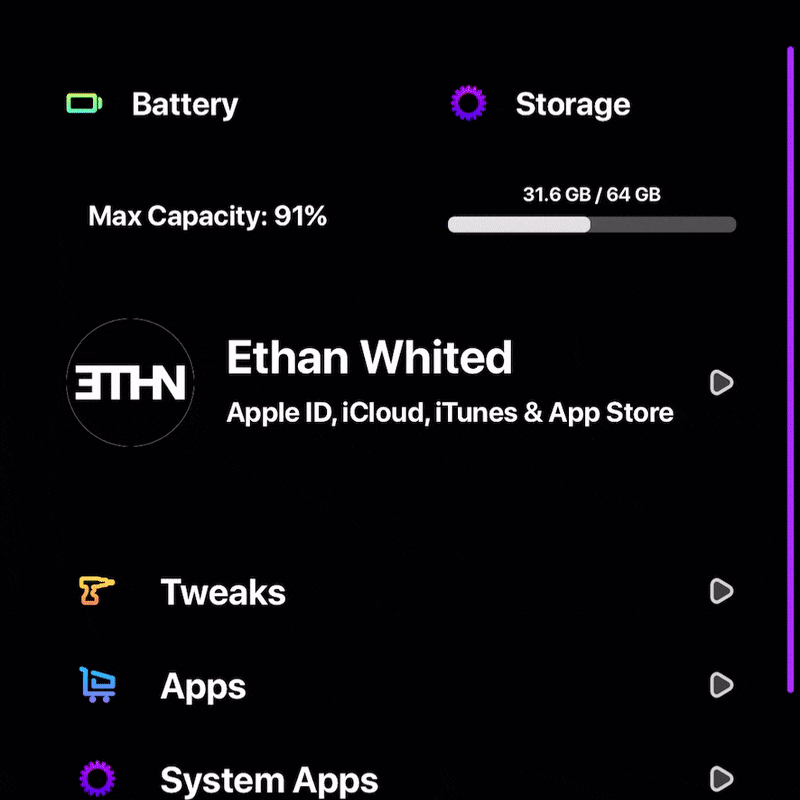 Battery
Storage
Max Capacity: 91%
31.6 GB / 64 GB
ETHN
Ethan Whited
Apple ID, iCloud, iTunes & App Store
Tweaks
Apps
System Apps